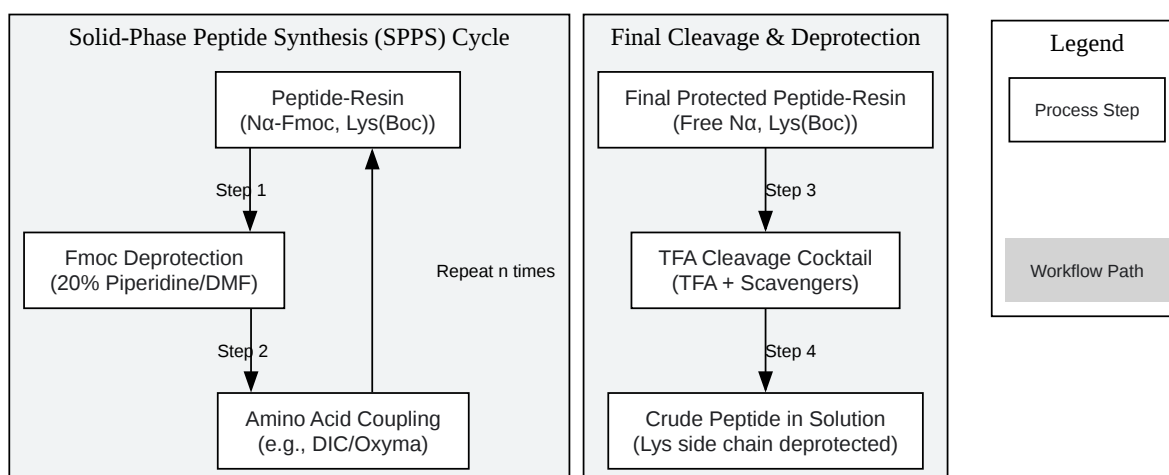 Solid-Phase Peptide Synthesis (SPPS) Cycle
Peptide-Resin
(Nα-Fmoc, Lys(Boc))
Step 1
Fmoc Deprotection
(20% Piperidine/DMF)
Repeat n times
Step 2
Amino Acid Coupling
(e.g., DIC/Oxyma)
Final Cleavage & Deprotection
Final Protected Peptide-Resin
(Free Nα, Lys(Boc))
Step 3
TFA Cleavage Cocktail
(TFA + Scavengers)
Step 4
Crude Peptide in Solution
(Lys side chain deprotected)
Legend
Process Step
Workflow Path